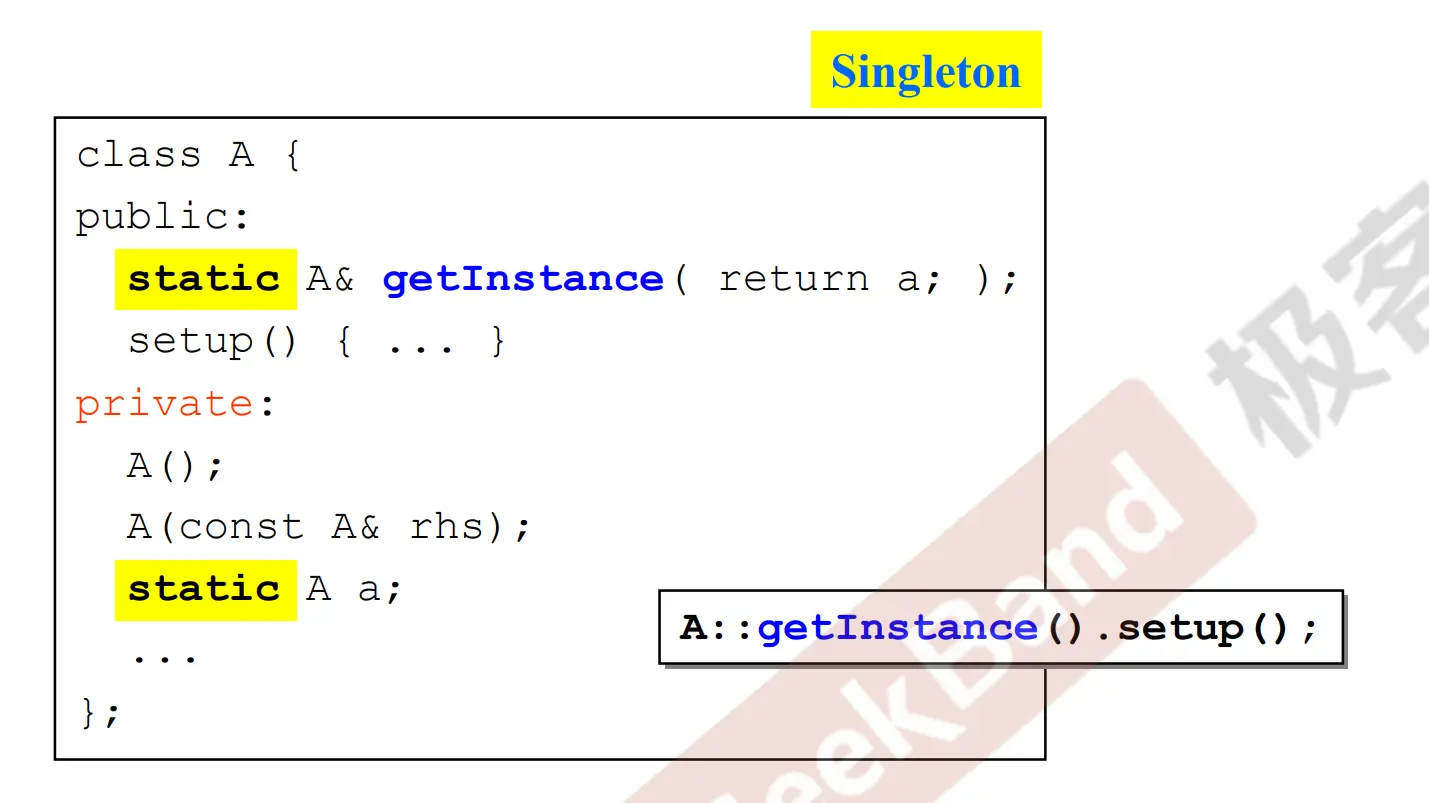 Singleton
class A {
public:
static A& getInstance( return a; );
setup() { ... }
private:
A();
A(const A& rhs);
static A a;
...
};
A::getInstance().setup();
GeekBand
极客